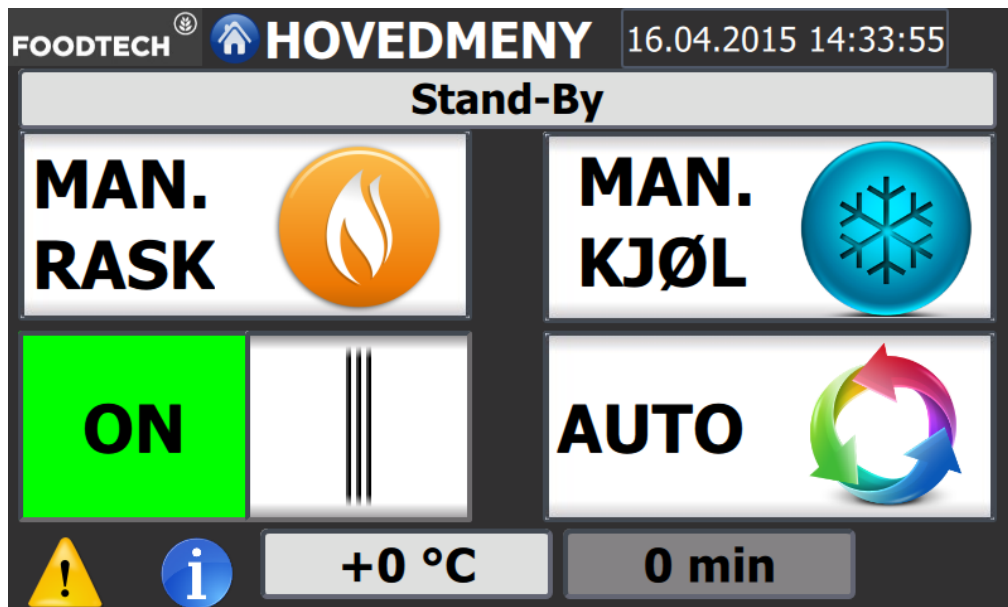 FOODTECH HOVEDMENY 16.04.2015 14:33:55
Stand-By
MAN.
RASK
MAN.
KJØL
ON
AUTO
+0 °C
0 min